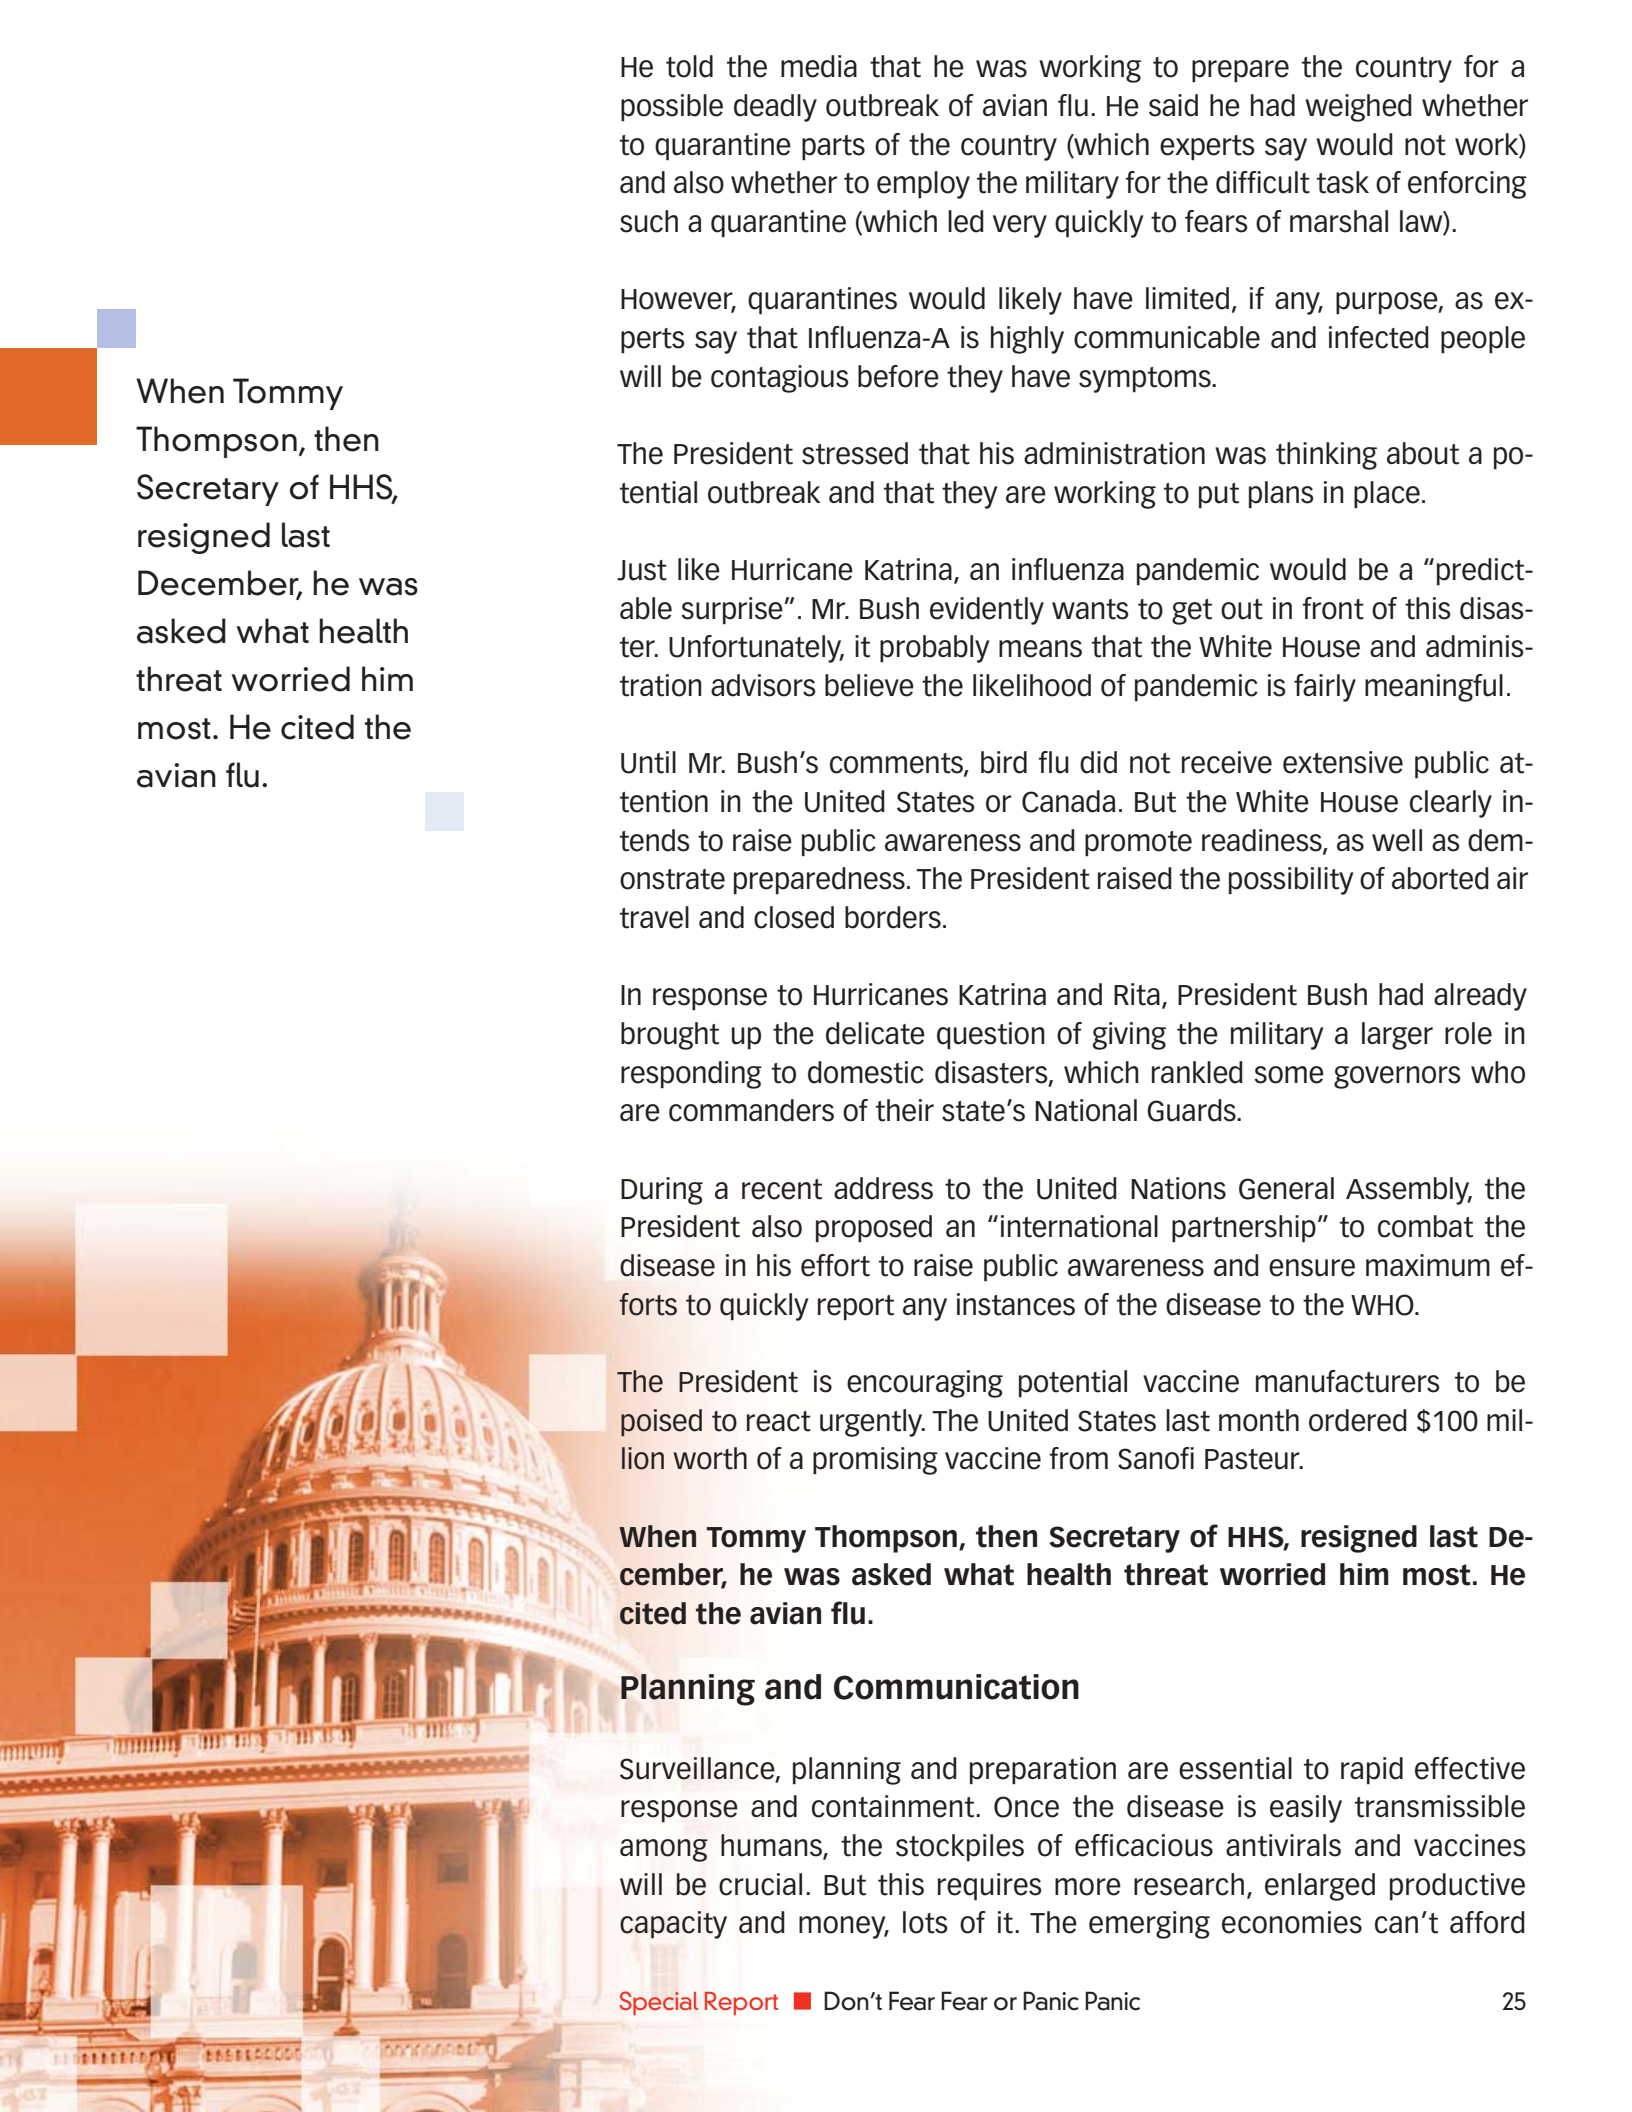 He told the media that he was working to prepare the country for a
possible deadly outbreak of avian flu. He said he had weighed whether
to quarantine parts of the country (which experts say would not work)
and also whether to employ the military for the difficult task of enforcing
such a quarantine (which led very quickly to fears of marshal law).
However, quarantines would likely have limited, if any, purpose, as ex-
perts say that Influenza-A is highly communicable and infected people
will be contagious before they have symptoms.
The President stressed that his administration was thinking about a po-
tential outbreak and that they are working to put plans in place.
Just like Hurricane Katrina, an influenza pandemic would be a “predict-
able surprise”. Mr. Bush evidently wants to get out in front of this disas-
ter. Unfortunately, it probably means that the White House and adminis-
tration advisors believe the likelihood of pandemic is fairly meaningful.
Until Mr. Bush’s comments, bird flu did not receive extensive public at-
tention in the United States or Canada. But the White House clearly in-
tends to raise public awareness and promote readiness, as well as dem-
onstrate preparedness. The President raised the possibility of aborted air
travel and closed borders.
In response to Hurricanes Katrina and Rita, President Bush had already
brought up the delicate question of giving the military a larger role in
responding to domestic disasters, which rankled some governors who
are commanders of their state’s National Guards.
During a recent address to the United Nations General Assembly, the
President also proposed an “international partnership” to combat the
disease in his effort to raise public awareness and ensure maximum ef-
forts to quickly report any instances of the disease to the WHO.
The President is encouraging potential vaccine manufacturers to be
poised to react urgently. The United States last month ordered $100 mil-
lion worth of a promising vaccine from Sanofi Pasteur.
When Tommy Thompson, then Secretary of HHS, resigned last De-
cember, he was asked what health threat worried him most. He
cited the avian flu.
Planning and Communication
Surveillance, planning and preparation are essential to rapid effective
response and containment. Once the disease is easily transmissible
among humans, the stockpiles of efficacious antivirals and vaccines
will be crucial. But this requires more research, enlarged productive
capacity and money, lots of it. The emerging economies can’t afford
When Tommy
Thompson, then
Secretary of HHS,
resigned last
December, he was
asked what health
threat worried him
most. He cited the
avian flu.
Special Report ■ Don’t Fear Fear or Panic Panic 25